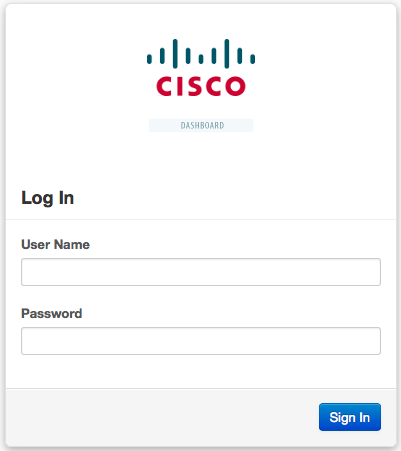 CISCO
DASHBOARD
Log In
User Name
Password
Sign In